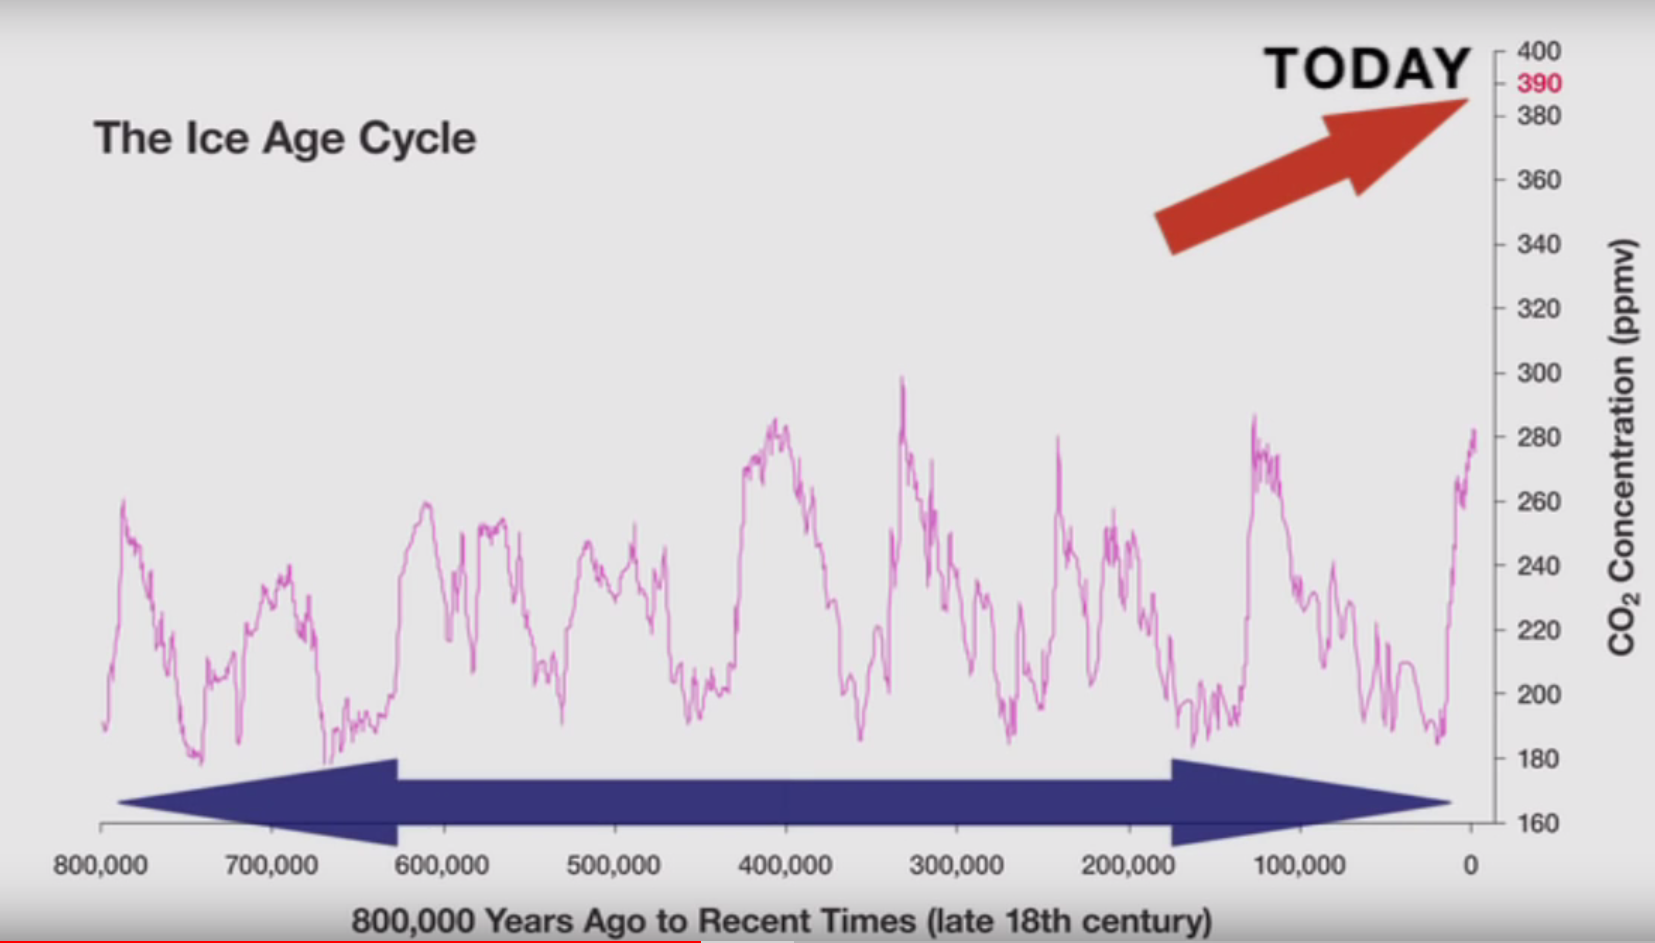 TODAY
The Ice Age Cycle
400
390
380
360
340
320
300
280
260
240
220
200
180
160
CO₂ Concentration (ppmv)
800,000 700,000 600,000 500,000 400,000 300,000 200,000 100,000 0
800,000 Years Ago to Recent Times (late 18th century)